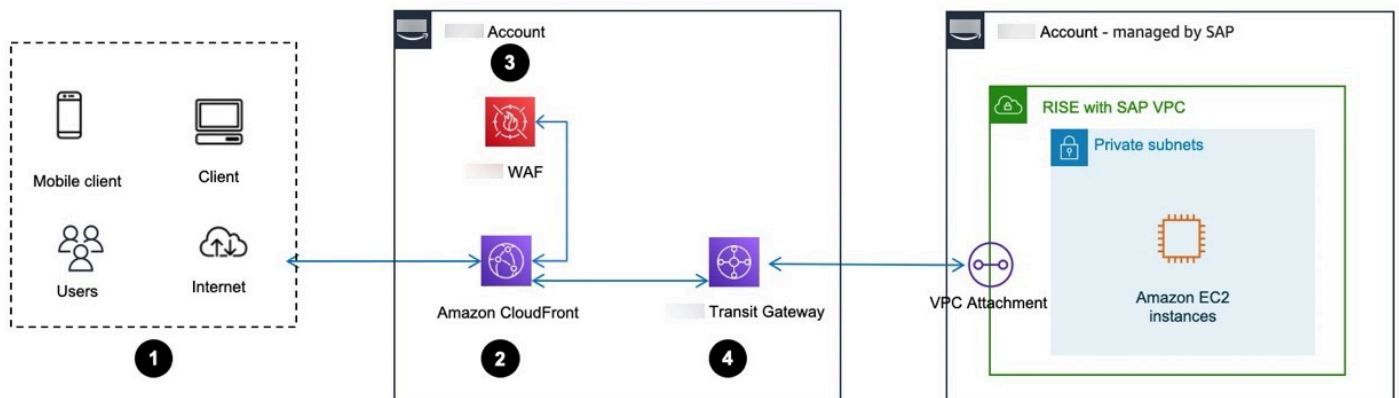 Mobile client
Client
Users
Internet
1
Account
3
WAF
Amazon CloudFront
2
Transit Gateway
4
Account - managed by SAP
RISE with SAP VPC
Private subnets
VPC Attachment
Amazon EC2
instances